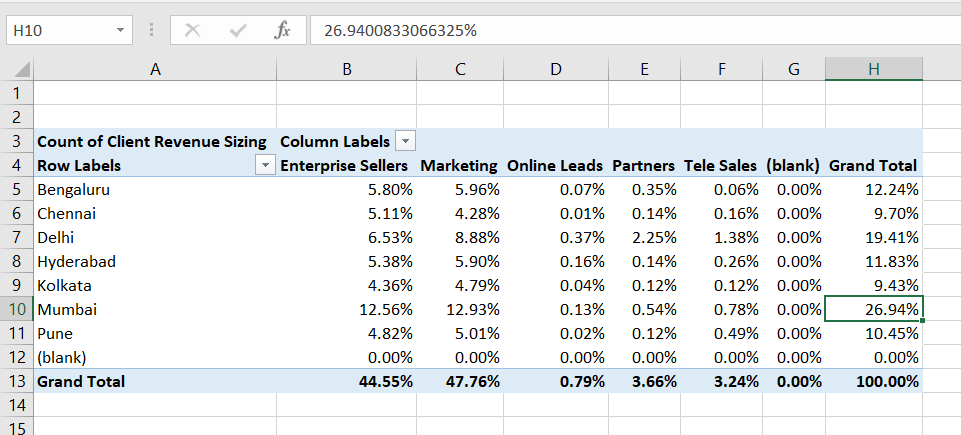 H10 fx 26.9400833066325%
A B C D E F G H
1
2
3 Count of Client Revenue Sizing Column Labels
4 Row Labels Enterprise Sellers Marketing Online Leads Partners Tele Sales (blank) Grand Total
5 Bengaluru 5.80% 5.96% 0.07% 0.35% 0.06% 0.00% 12.24%
6 Chennai 5.11% 4.28% 0.01% 0.14% 0.16% 0.00% 9.70%
7 Delhi 6.53% 8.88% 0.37% 2.25% 1.38% 0.00% 19.41%
8 Hyderabad 5.38% 5.90% 0.16% 0.14% 0.26% 0.00% 11.83%
9 Kolkata 4.36% 4.79% 0.04% 0.12% 0.12% 0.00% 9.43%
10 Mumbai 12.56% 12.93% 0.13% 0.54% 0.78% 0.00% 26.94%
11 Pune 4.82% 5.01% 0.02% 0.12% 0.49% 0.00% 10.45%
12 (blank) 0.00% 0.00% 0.00% 0.00% 0.00% 0.00% 0.00%
13 Grand Total 44.55% 47.76% 0.79% 3.66% 3.24% 0.00% 100.00%
14
15